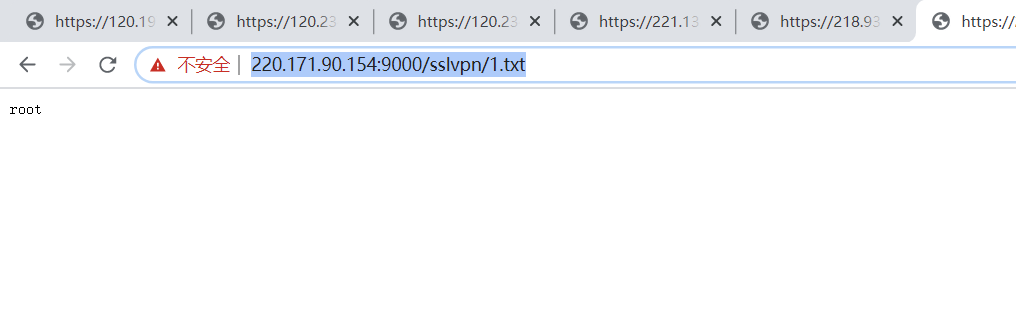 https://120.19 https://120.23 https://120.23 https://221.13 https://218.93 https://
不安全 220.171.90.154:9000/sslvpn/1.txt
root